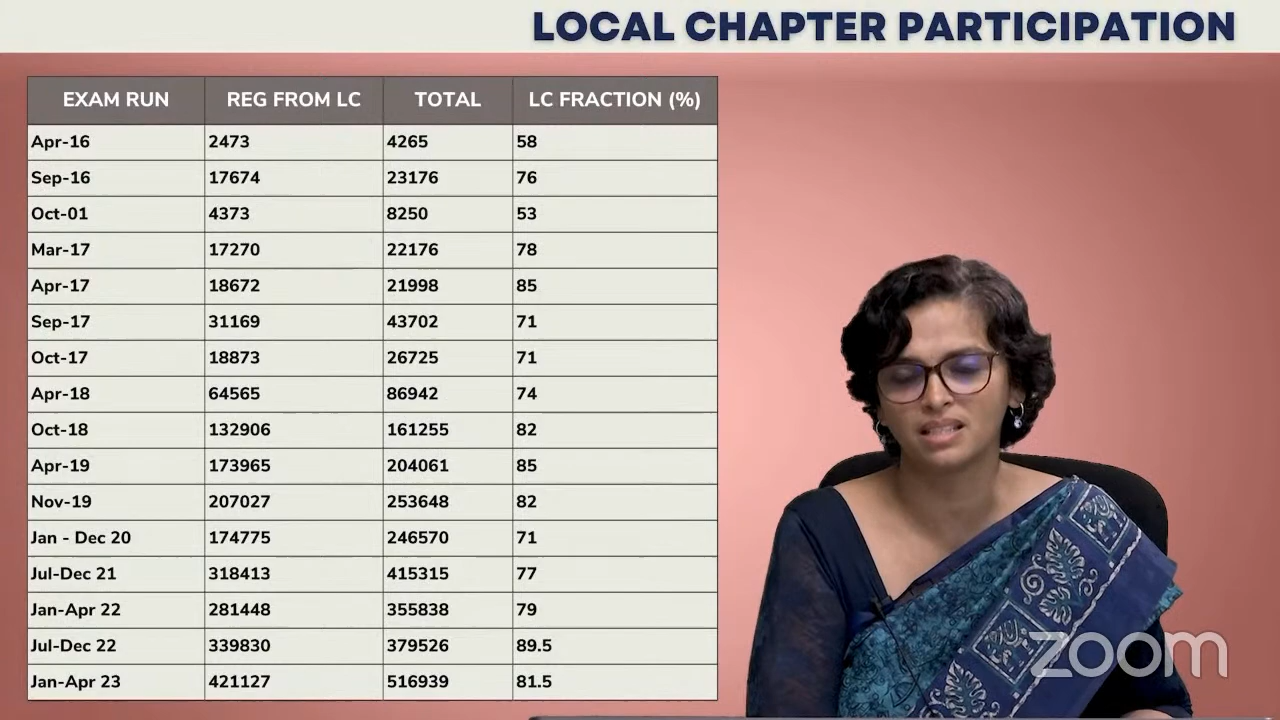 LOCAL CHAPTER PARTICIPATION
EXAM RUN REG FROM LC TOTAL LC FRACTION (%)
Apr-16 2473 4265 58
Sep-16 17674 23176 76
Oct-01 4373 8250 53
Mar-17 17270 22176 78
Apr-17 18672 21998 85
Sep-17 31169 43702 71
Oct-17 18873 26725 71
Apr-18 64565 86942 74
Oct-18 132906 161255 82
Apr-19 173965 204061 85
Nov-19 207027 253648 82
Jan - Dec 20 174775 246570 71
Jul-Dec 21 318413 415315 77
Jan-Apr 22 281448 355838 79
Jul-Dec 22 339830 379526 89.5
Jan-Apr 23 421127 516939 81.5
zoom